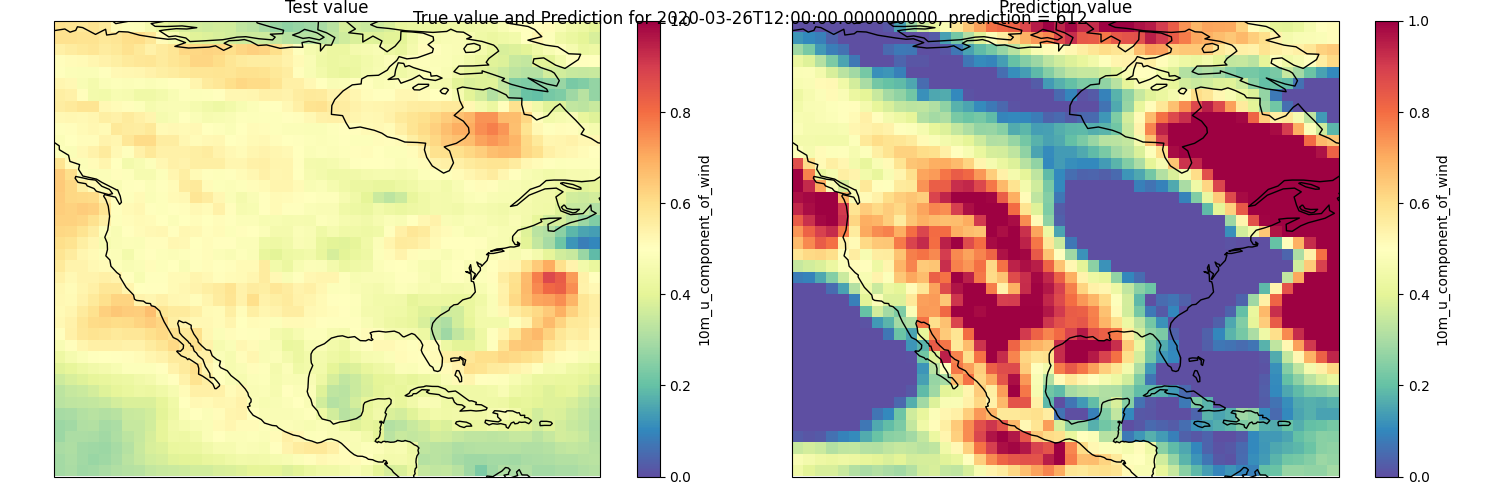 Test value
True value and Prediction for 2020-03-26T12:00:00.000000000, prediction =
Prediction value
1.0
0.8
0.6
0.4
0.2
0.0
10m_u_component_of_wind
1.0
0.8
0.6
0.4
0.2
0.0
10m_u_component_of_wind